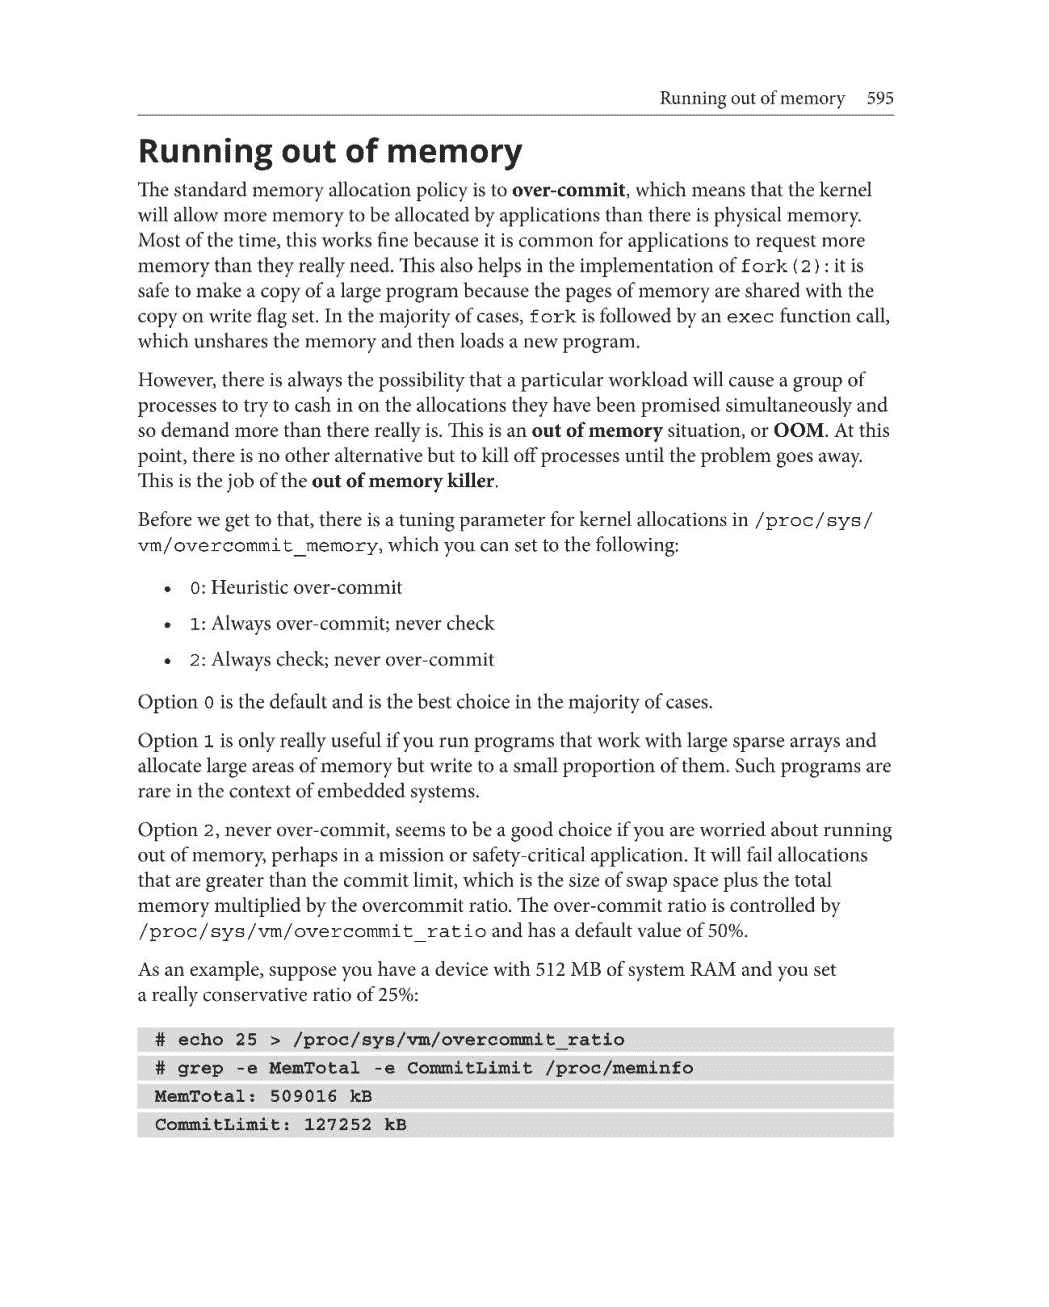 Running out of memory 595
Running out of memory
The standard memory allocation policy is to over-commit, which means that the kernel
will allow more memory to be allocated by applications than there is physical memory.
Most of the time, this works fine because it is common for applications to request more
memory than they really need. This also helps in the implementation of fork(2): it is
safe to make a copy of a large program because the pages of memory are shared with the
copy on write flag set. In the majority of cases, fork is followed by an exec function call,
which unshares the memory and then loads a new program.
However, there is always the possibility that a particular workload will cause a group of
processes to try to cash in on the allocations they have been promised simultaneously and
so demand more than there really is. This is an out of memory situation, or OOM. At this
point, there is no other alternative but to kill off processes until the problem goes away.
This is the job of the out of memory killer.
Before we get to that, there is a tuning parameter for kernel allocations in /proc/sys/
vm/overcommit_memory, which you can set to the following:
• 0: Heuristic over-commit
• 1: Always over-commit; never check
• 2: Always check; never over-commit
Option 0 is the default and is the best choice in the majority of cases.
Option 1 is only really useful if you run programs that work with large sparse arrays and
allocate large areas of memory but write to a small proportion of them. Such programs are
rare in the context of embedded systems.
Option 2, never over-commit, seems to be a good choice if you are worried about running
out of memory, perhaps in a mission or safety-critical application. It will fail allocations
that are greater than the commit limit, which is the size of swap space plus the total
memory multiplied by the overcommit ratio. The over-commit ratio is controlled by
/proc/sys/vm/overcommit_ratio and has a default value of 50%.
As an example, suppose you have a device with 512 MB of system RAM and you set
a really conservative ratio of 25%:
# echo 25 > /proc/sys/vm/overcommit_ratio
# grep -e MemTotal -e CommitLimit /proc/meminfo
MemTotal: 509016 kB
CommitLimit: 127252 kB